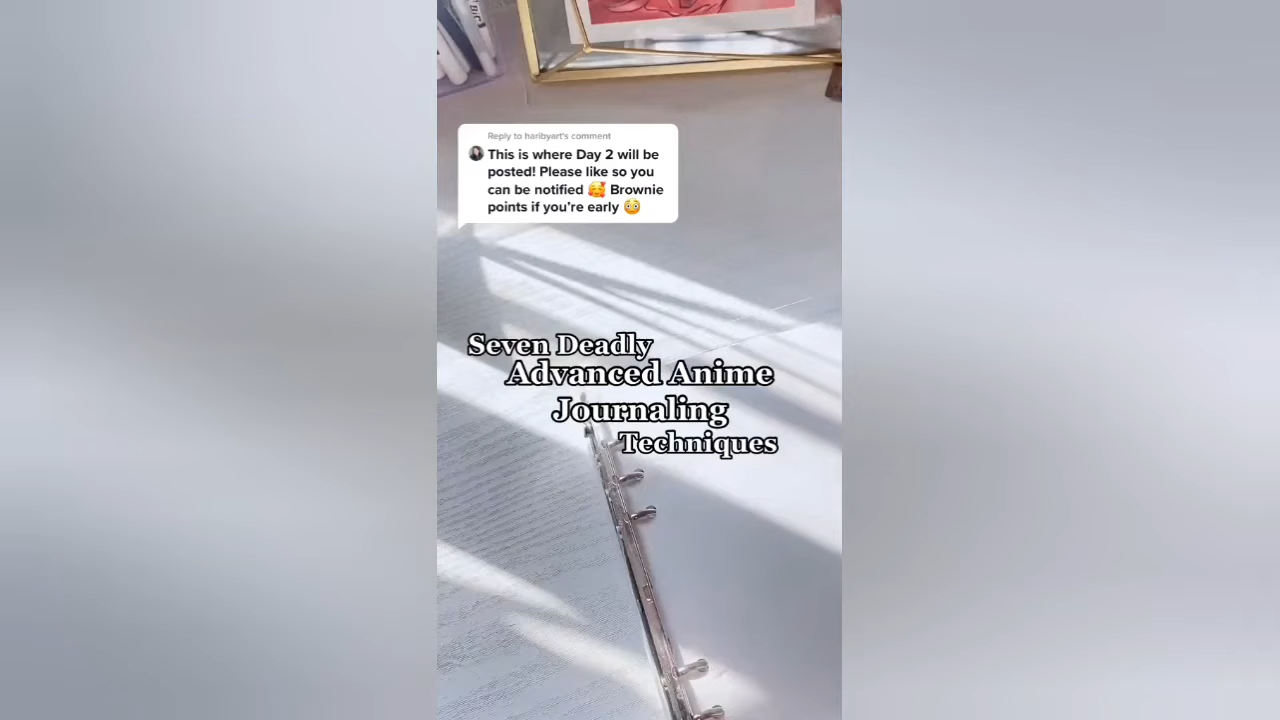 Reply to haribyart's comment
This is where Day 2 will be
posted! Please like so you
can be notified 🥰 Brownie
points if you're early 😳
Seven Deadly
Advanced Anime
Journaling
Techniques